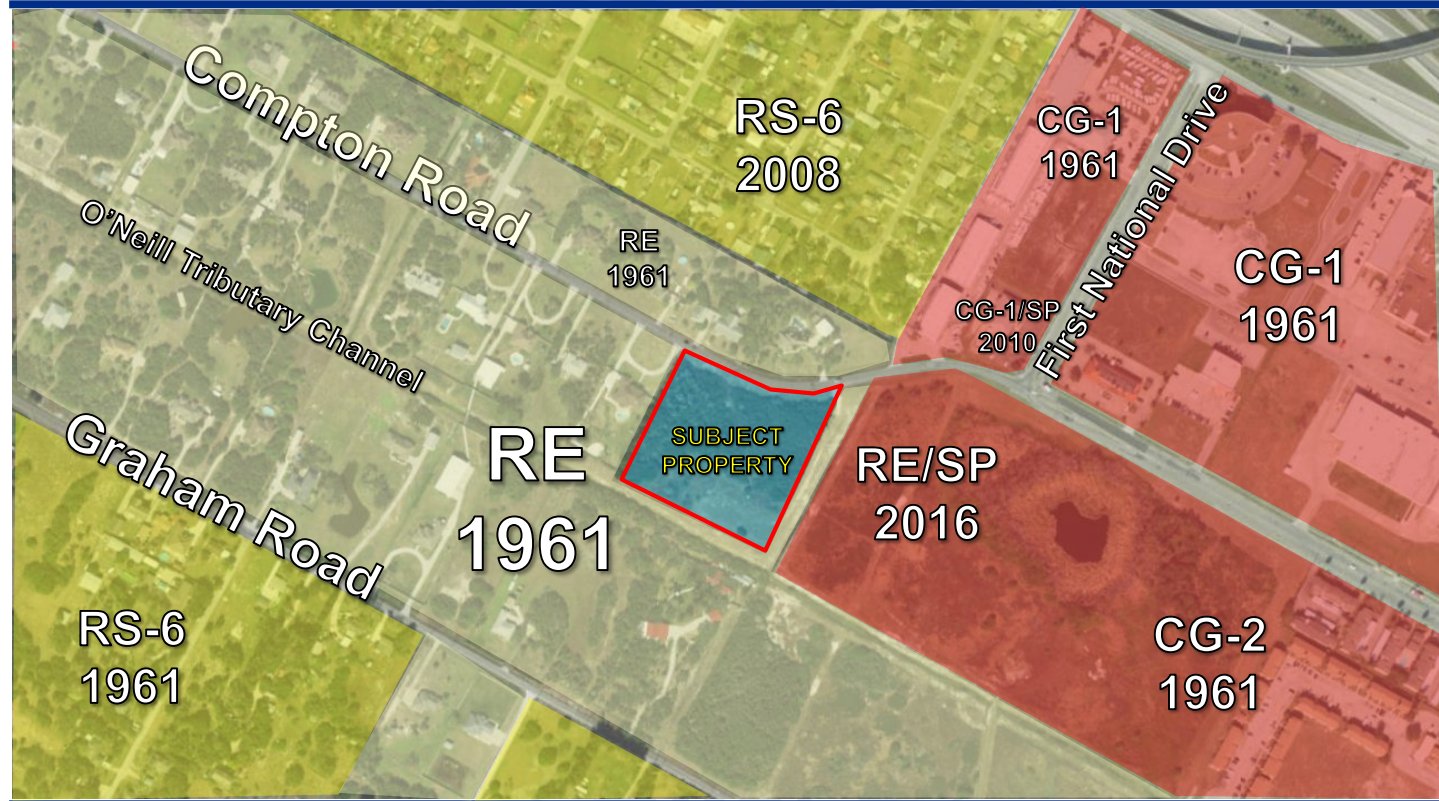 Compton Road
RS-6
2008
CG-1
1961
First National Drive
O'Neill Tributary Channel
RE
1961
CG-1
1961
CG-1/SP
2010
Graham Road
RE
1961
SUBJECT
PROPERTY
RE/SP
2016
RS-6
1961
CG-2
1961